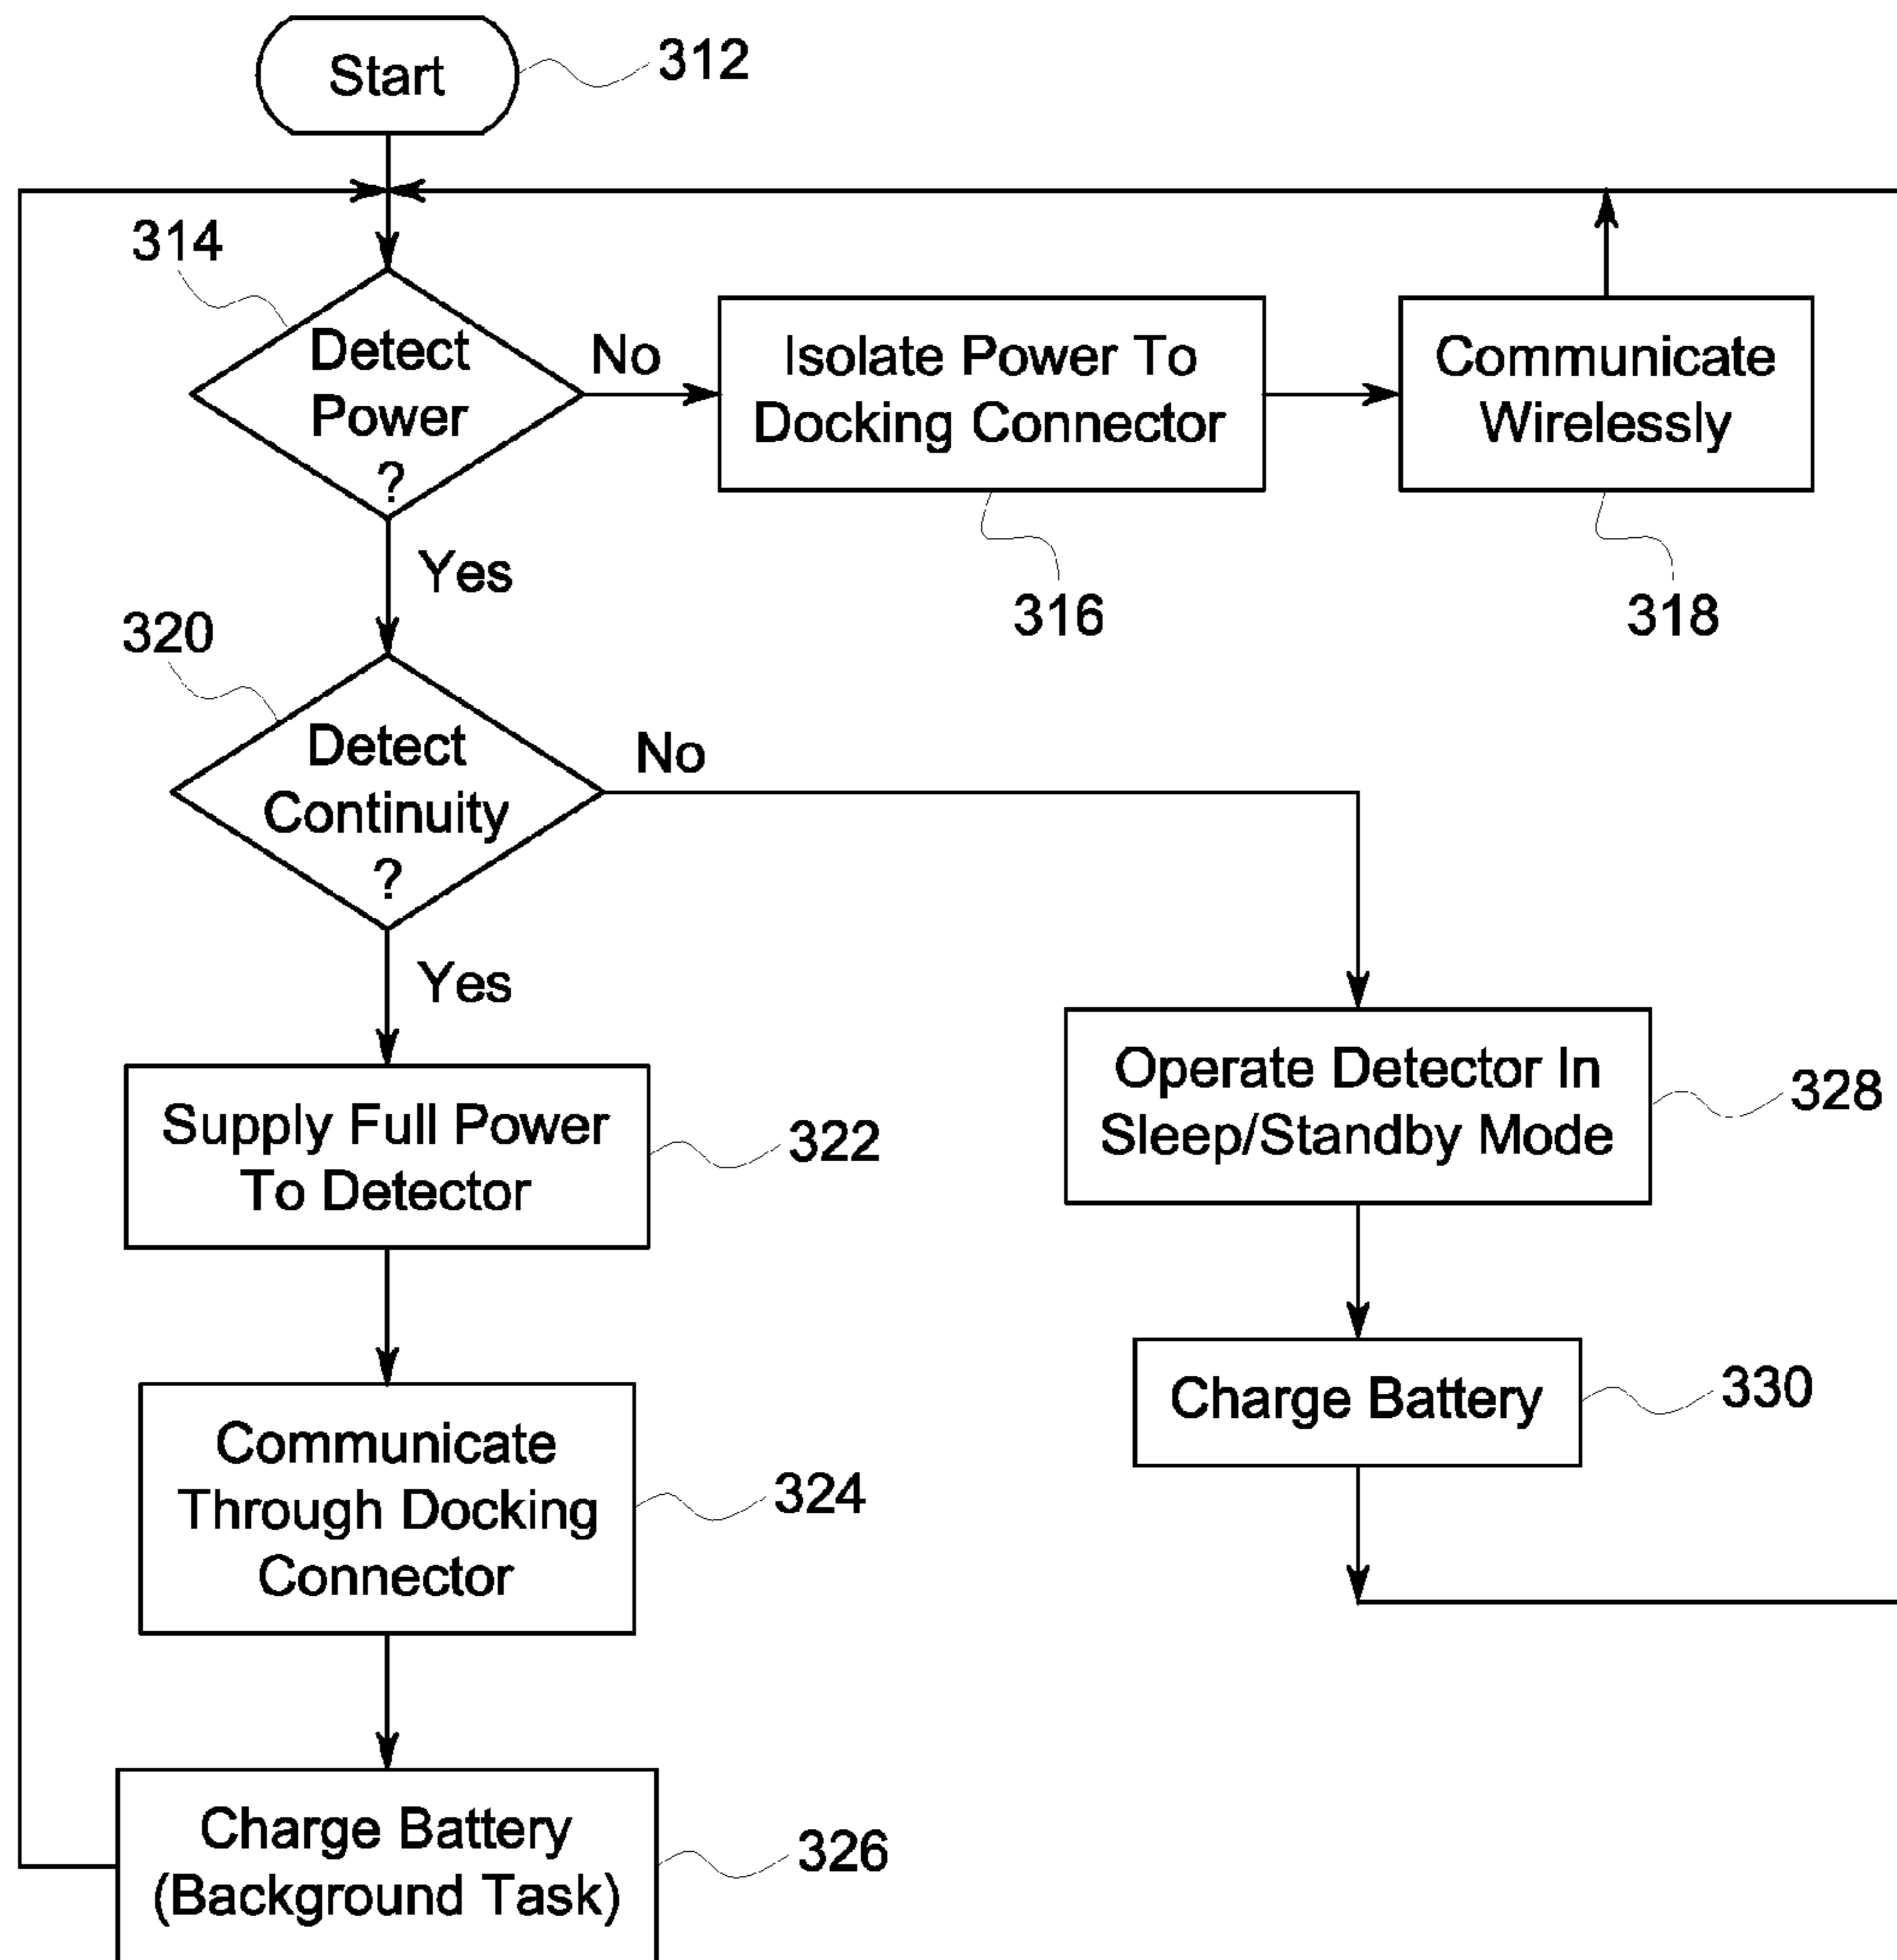 Start
312
314
Detect
Power
?
No
Isolate Power To
Docking Connector
316
Communicate
Wirelessly
318
Yes
320
Detect
Continuity
?
No
Yes
Supply Full Power
To Detector
322
Operate Detector In
Sleep/Standby Mode
328
Communicate
Through Docking
Connector
324
Charge Battery
330
Charge Battery
(Background Task)
326